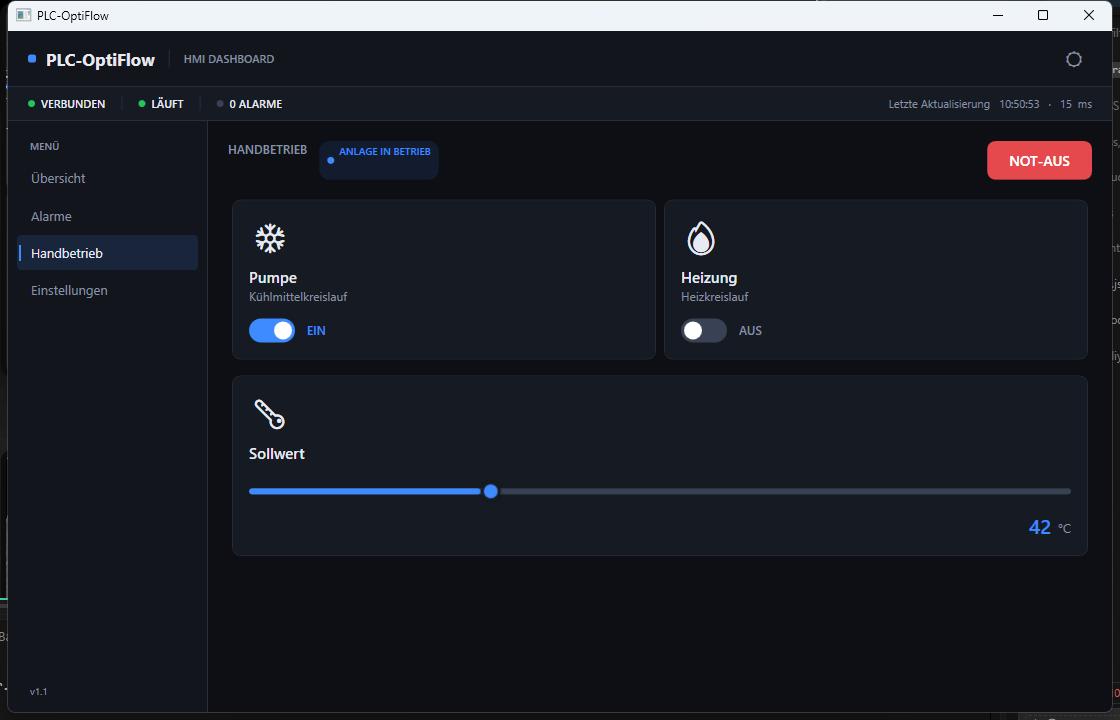 PLC-OptiFlow
PLC-OptiFlow HMI DASHBOARD
VERBUNDEN LÄUFT 0 ALARME Letzte Aktualisierung 10:50:53 · 15 ms
MENÜ
Übersicht
Alarme
Handbetrieb
Einstellungen
v1.1
HANDBETRIEB ANLAGE IN BETRIEB NOT-AUS
Pumpe
Kühlmittelkreislauf
EIN
Heizung
Heizkreislauf
AUS
Sollwert
42 °C